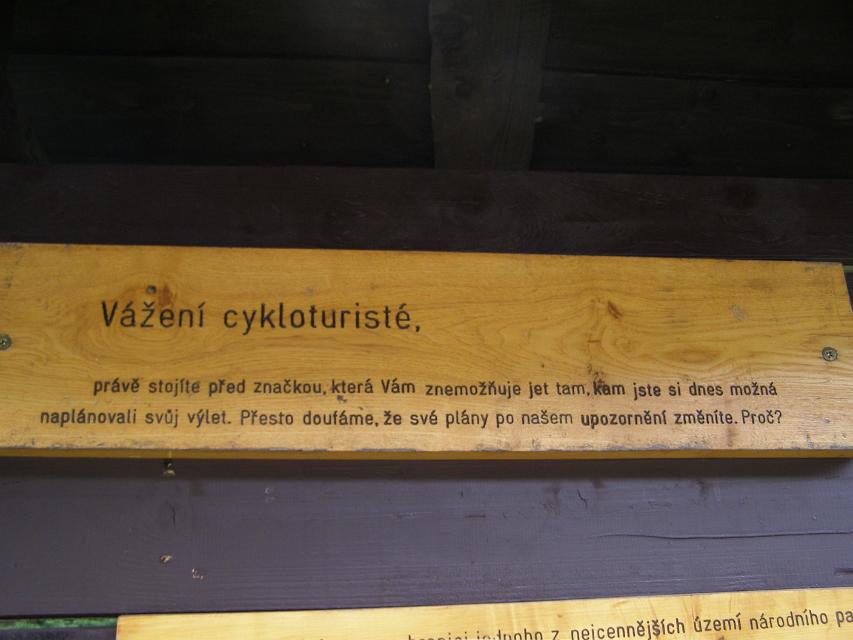 Vážení cykloturisté,
právě stojíte před značkou, která Vám znemožňuje jet tam, kam jste si dnes možná
naplánovali svůj výlet. Přesto doufáme, že své plány po našem upozornění změníte. Proč?
jednoho z nejcennějších území národního